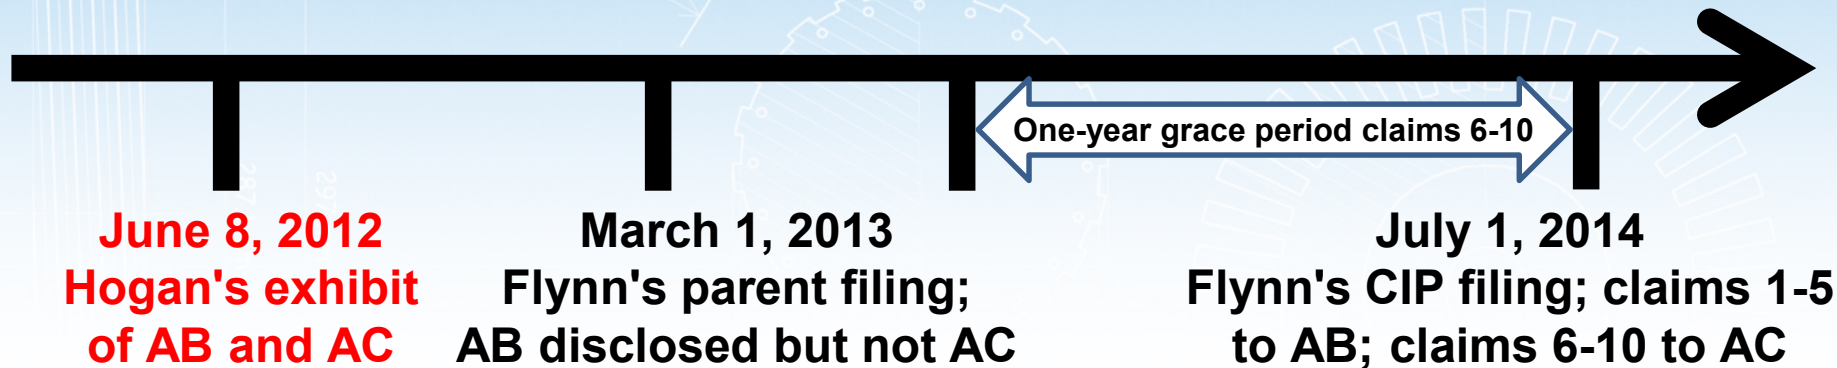 One-year grace period claims 6-10
June 8, 2012
Hogan's exhibit
of AB and AC
March 1, 2013
Flynn's parent filing;
AB disclosed but not AC
July 1, 2014
Flynn's CIP filing; claims 1-5
to AB; claims 6-10 to AC